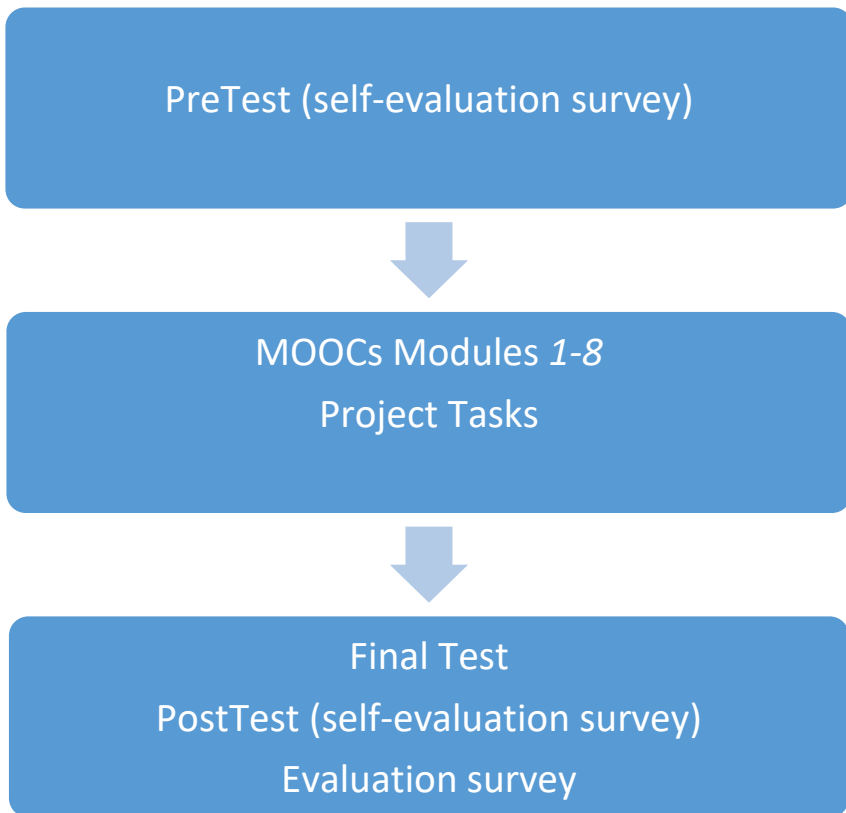 PreTest (self-evaluation survey)
MOOCs Modules 1-8
Project Tasks
Final Test
PostTest (self-evaluation survey)
Evaluation survey